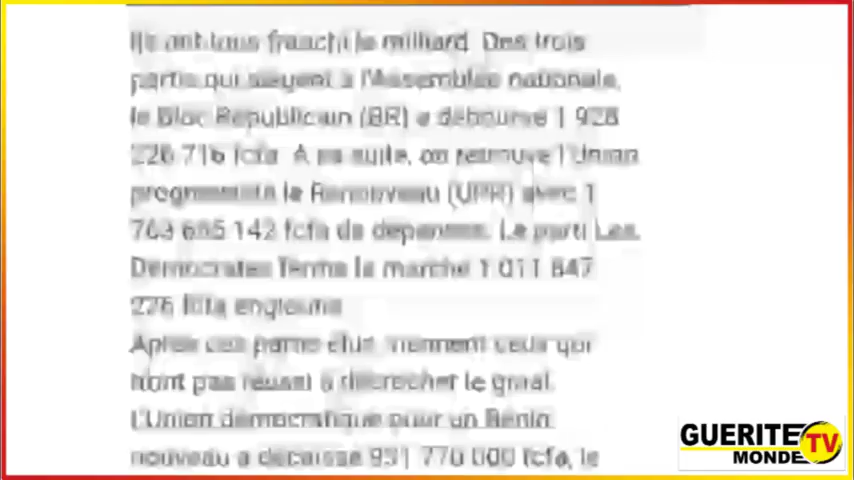 Ils ont tous franchi le milliard. Des trois
partis qui siègent à l'Assemblée nationale,
le Bloc Républicain (BR) a déboursé 1 928
226 716 fcfa. A sa suite, on retrouve l'Union
progressiste le Renouveau (UPR) avec 1
763 142 fcfa de dépenses. Le parti Les
Démocrates ferme la marche 1 011 847
226 fcfa engloutis
Après ces partis élus, viennent ceux qui
n'ont pas réussi à décrocher le graal.
L'Union démocratique pour un Bénin
nouveau a décaissé 931 770 000 fcfa, le
GUERITE TV
MONDE